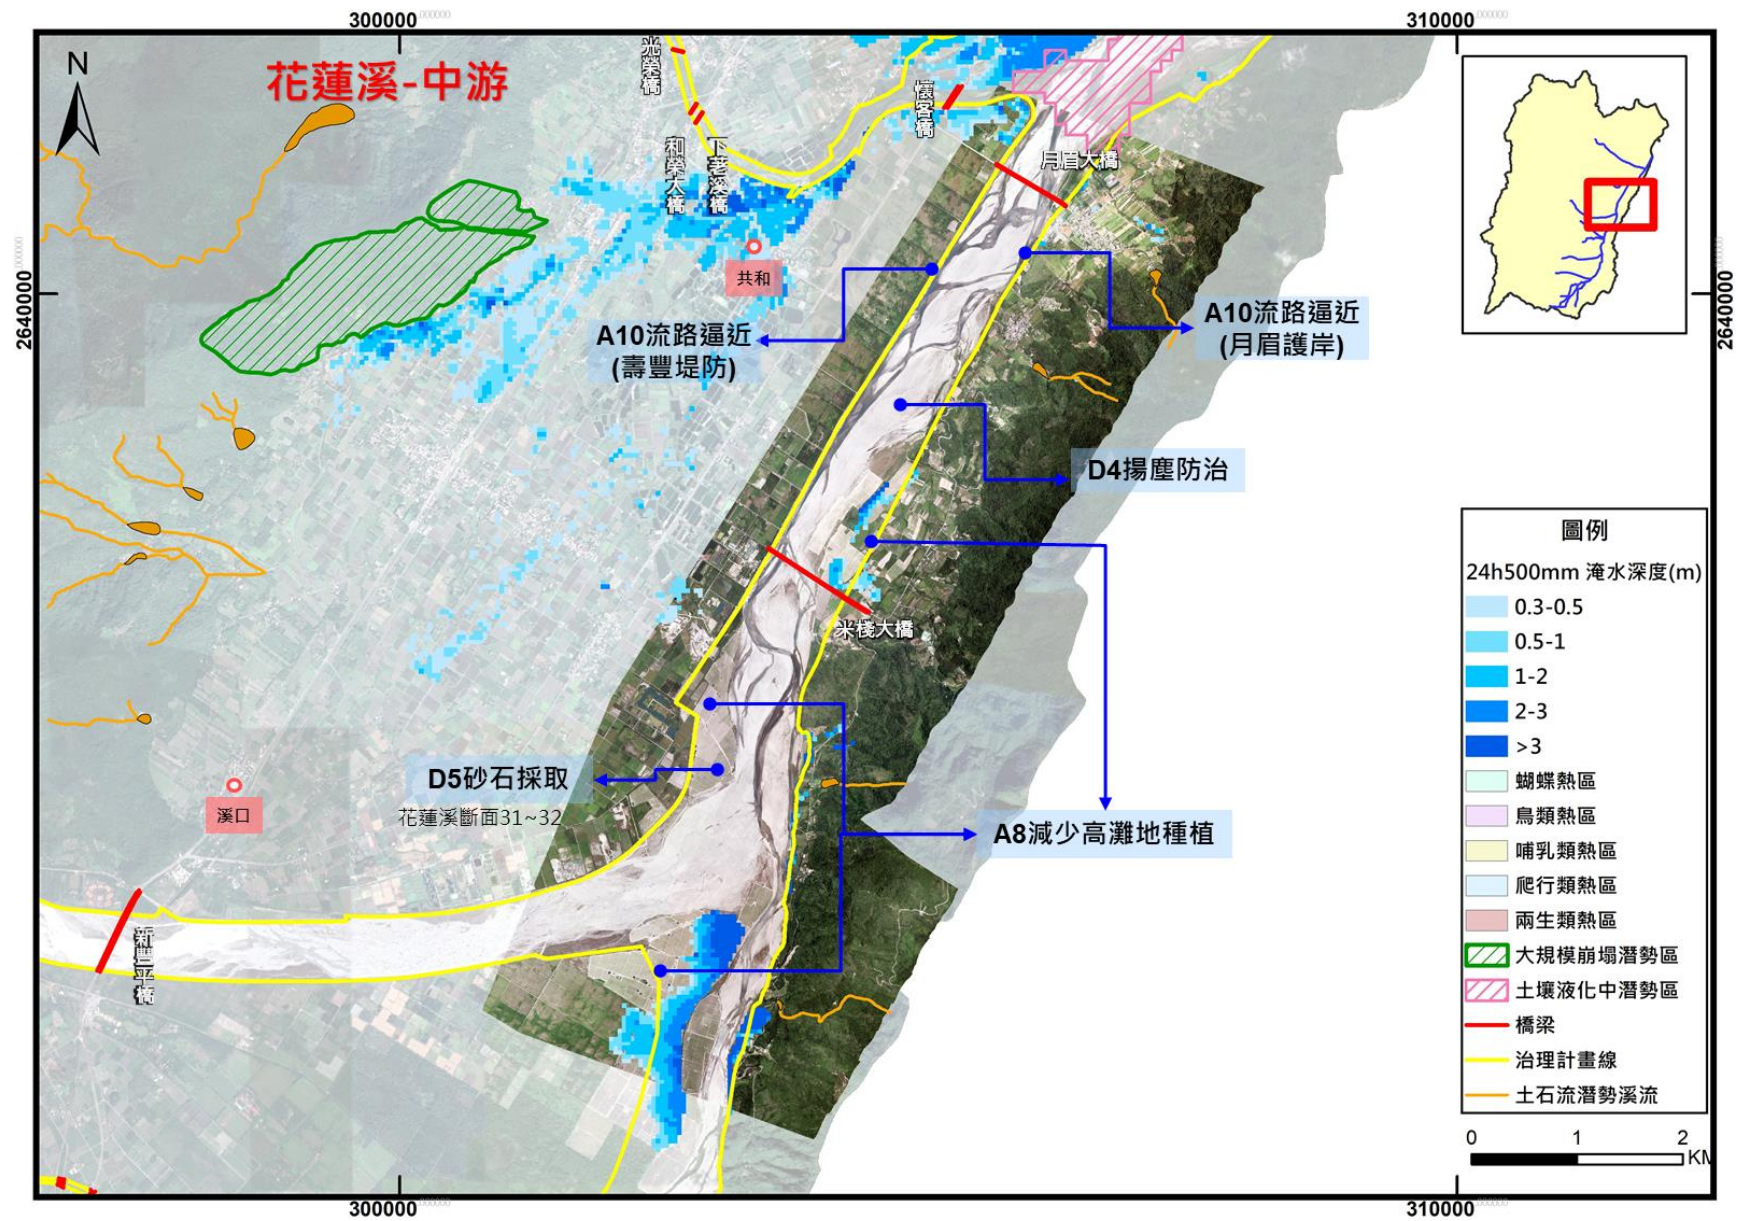 300000
310000
N
花蓮溪-中游
光榮橋
和榮大橋
下荖溪橋
懷客橋
月眉大橋
共和
2640000
2640000
A10流路逼近
(壽豐堤防)
A10流路逼近
(月眉護岸)
D4揚塵防治
米棧大橋
D5砂石採取
花蓮溪斷面31~32
溪口
A8減少高灘地種植
新豐平橋
圖例
24h500mm 淹水深度(m)
0.3-0.5
0.5-1
1-2
2-3
>3
蝴蝶熱區
鳥類熱區
哺乳類熱區
爬行類熱區
兩生類熱區
大規模崩塌潛勢區
土壤液化中潛勢區
橋梁
治理計畫線
土石流潛勢溪流
0 1 2
KM
300000
310000